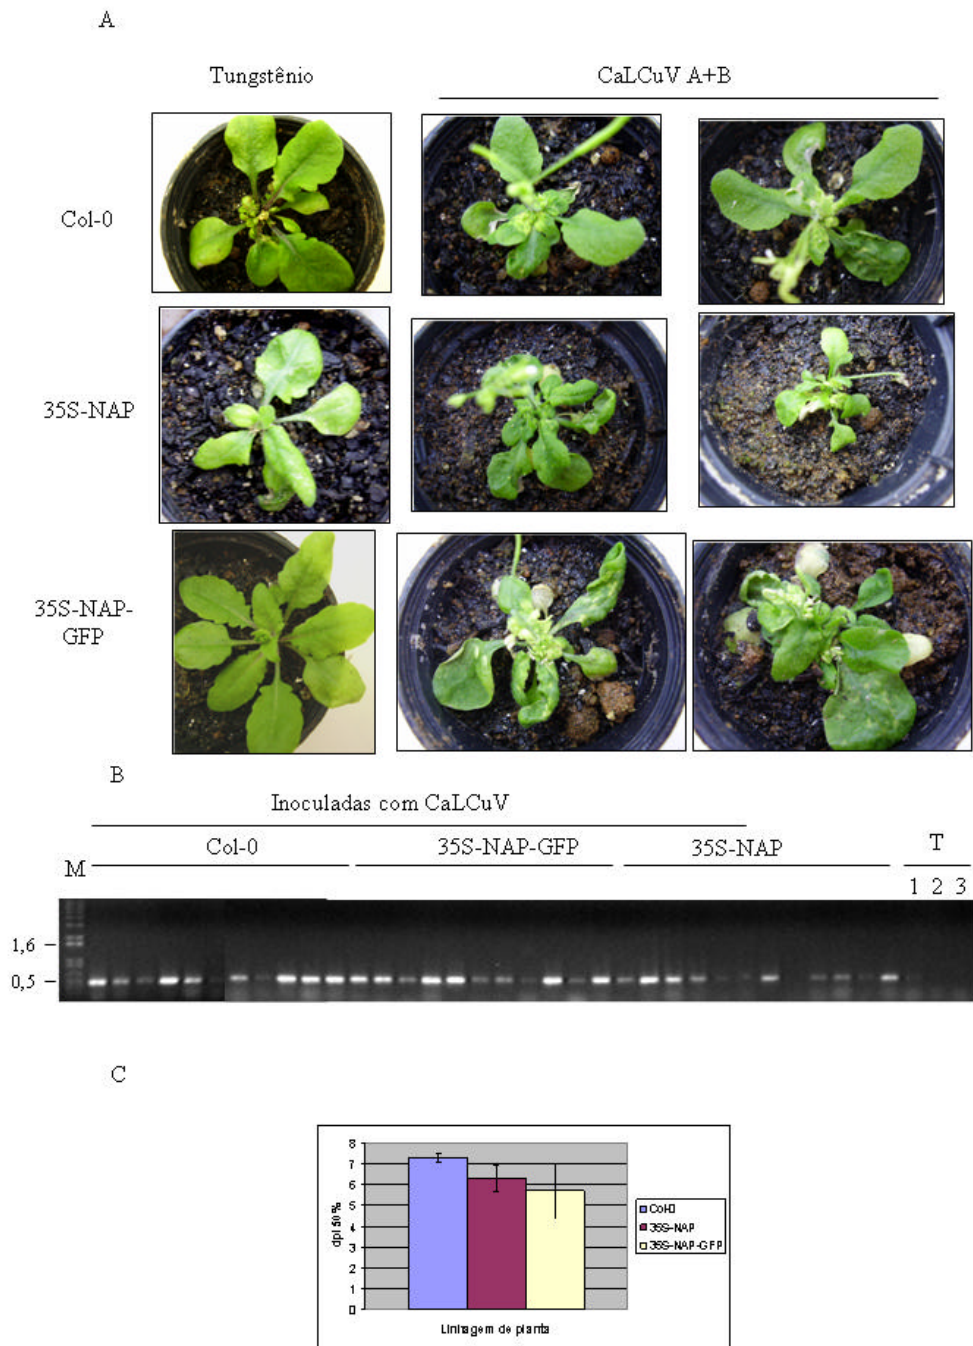 A
Tungstênio
CaLCuV A+B
Col-0
35S-NAP
35S-NAP-
GFP
B
Inoculadas com CaLCuV
Col-0
35S-NAP-GFP
35S-NAP
T
M
1 2 3
1,6
0,5
C
8
7
6
5
4
3
2
1
0
dpi 50%
Col-0
35S-NAP
35S-NAP-GFP
Linhagem de planta